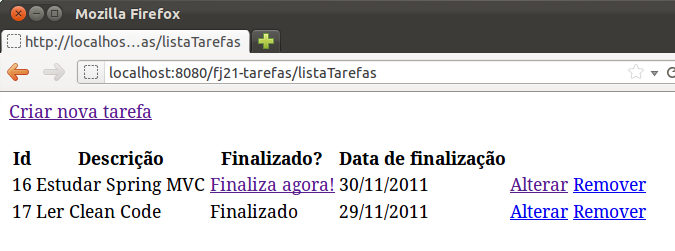 Mozilla Firefox
http://localhos...as/listaTarefas
localhost:8080/fj21-tarefas/listaTarefas
Criar nova tarefa
Id Descrição Finalizado? Data de finalização
16 Estudar Spring MVC Finaliza agora! 30/11/2011 Alterar Remover
17 Ler Clean Code Finalizado 29/11/2011 Alterar Remover